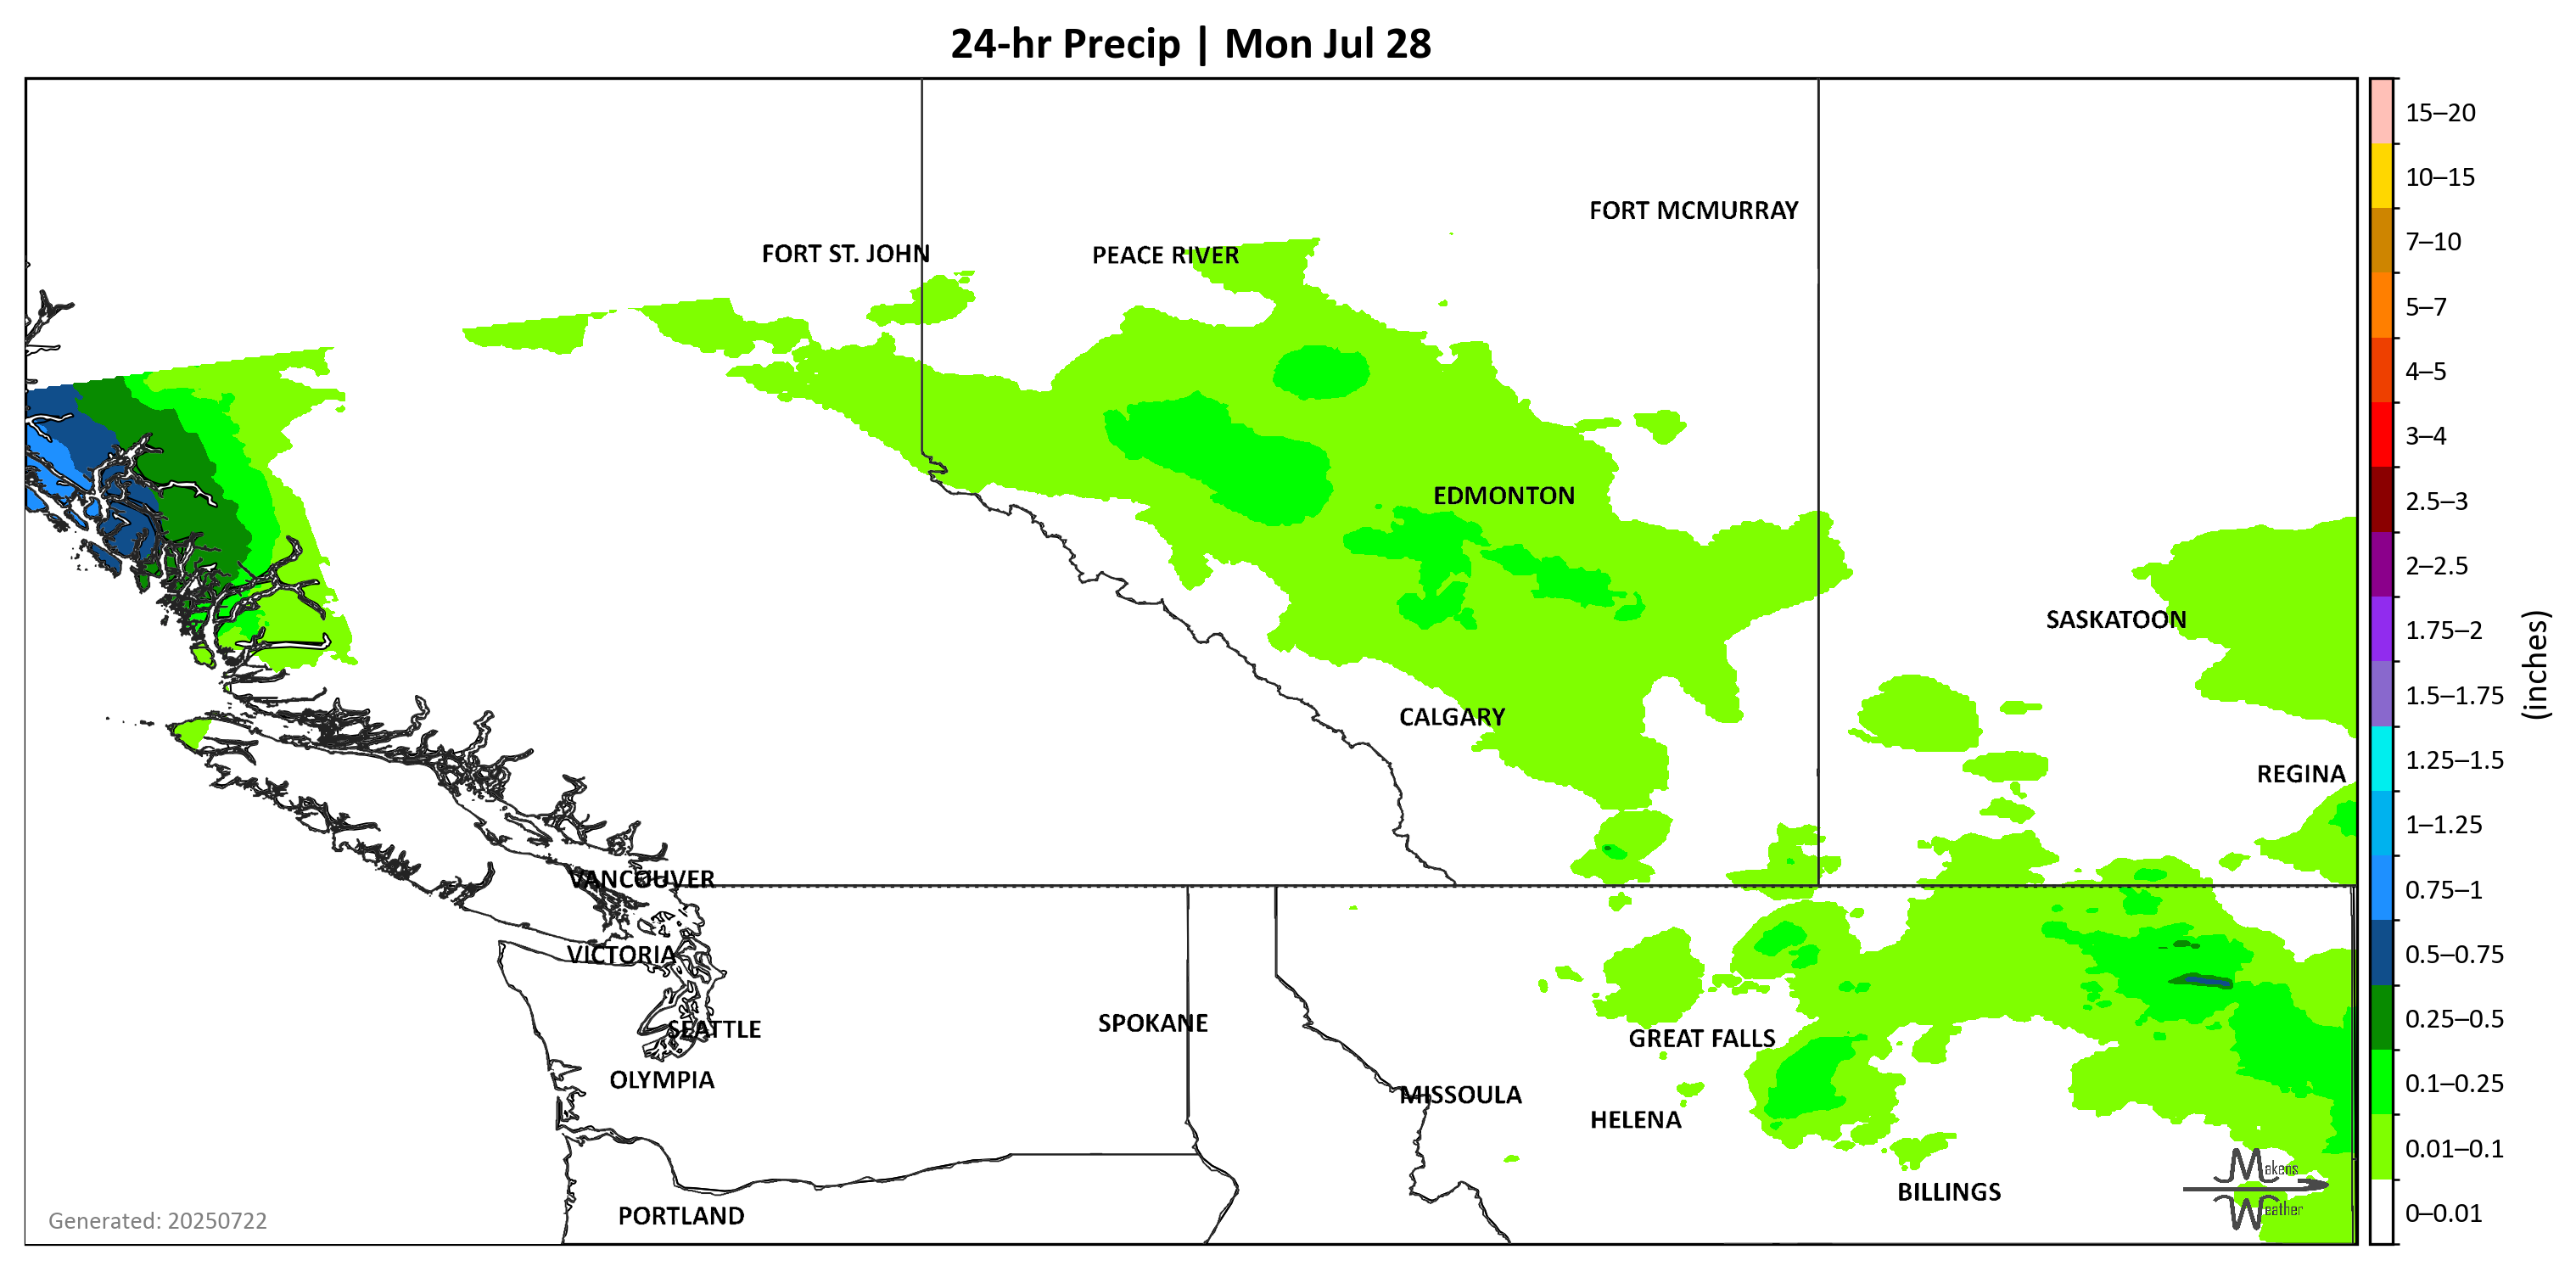 24-hr Precip | Mon Jul 28
FORT MCMURRAY
FORT ST. JOHN
PEACE RIVER
EDMONTON
SASKATOON
CALGARY
REGINA
VANCOUVER
VICTORIA
SEATTLE
SPOKANE
GREAT FALLS
OLYMPIA
MISSOULA
HELENA
BILLINGS
PORTLAND
Makens
Weather
Generated: 20250722
15–20
10–15
7–10
5–7
4–5
3–4
2.5–3
2–2.5
1.75–2
1.5–1.75
1.25–1.5
1–1.25
0.75–1
0.5–0.75
0.25–0.5
0.1–0.25
0.01–0.1
0–0.01
(inches)